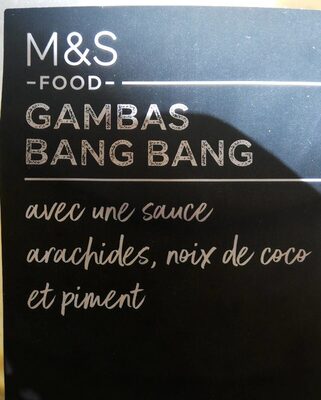 M&S
-FOOD-
GAMBAS
BANG BANG
avec une sauce
arachides, noix de coco
et piment